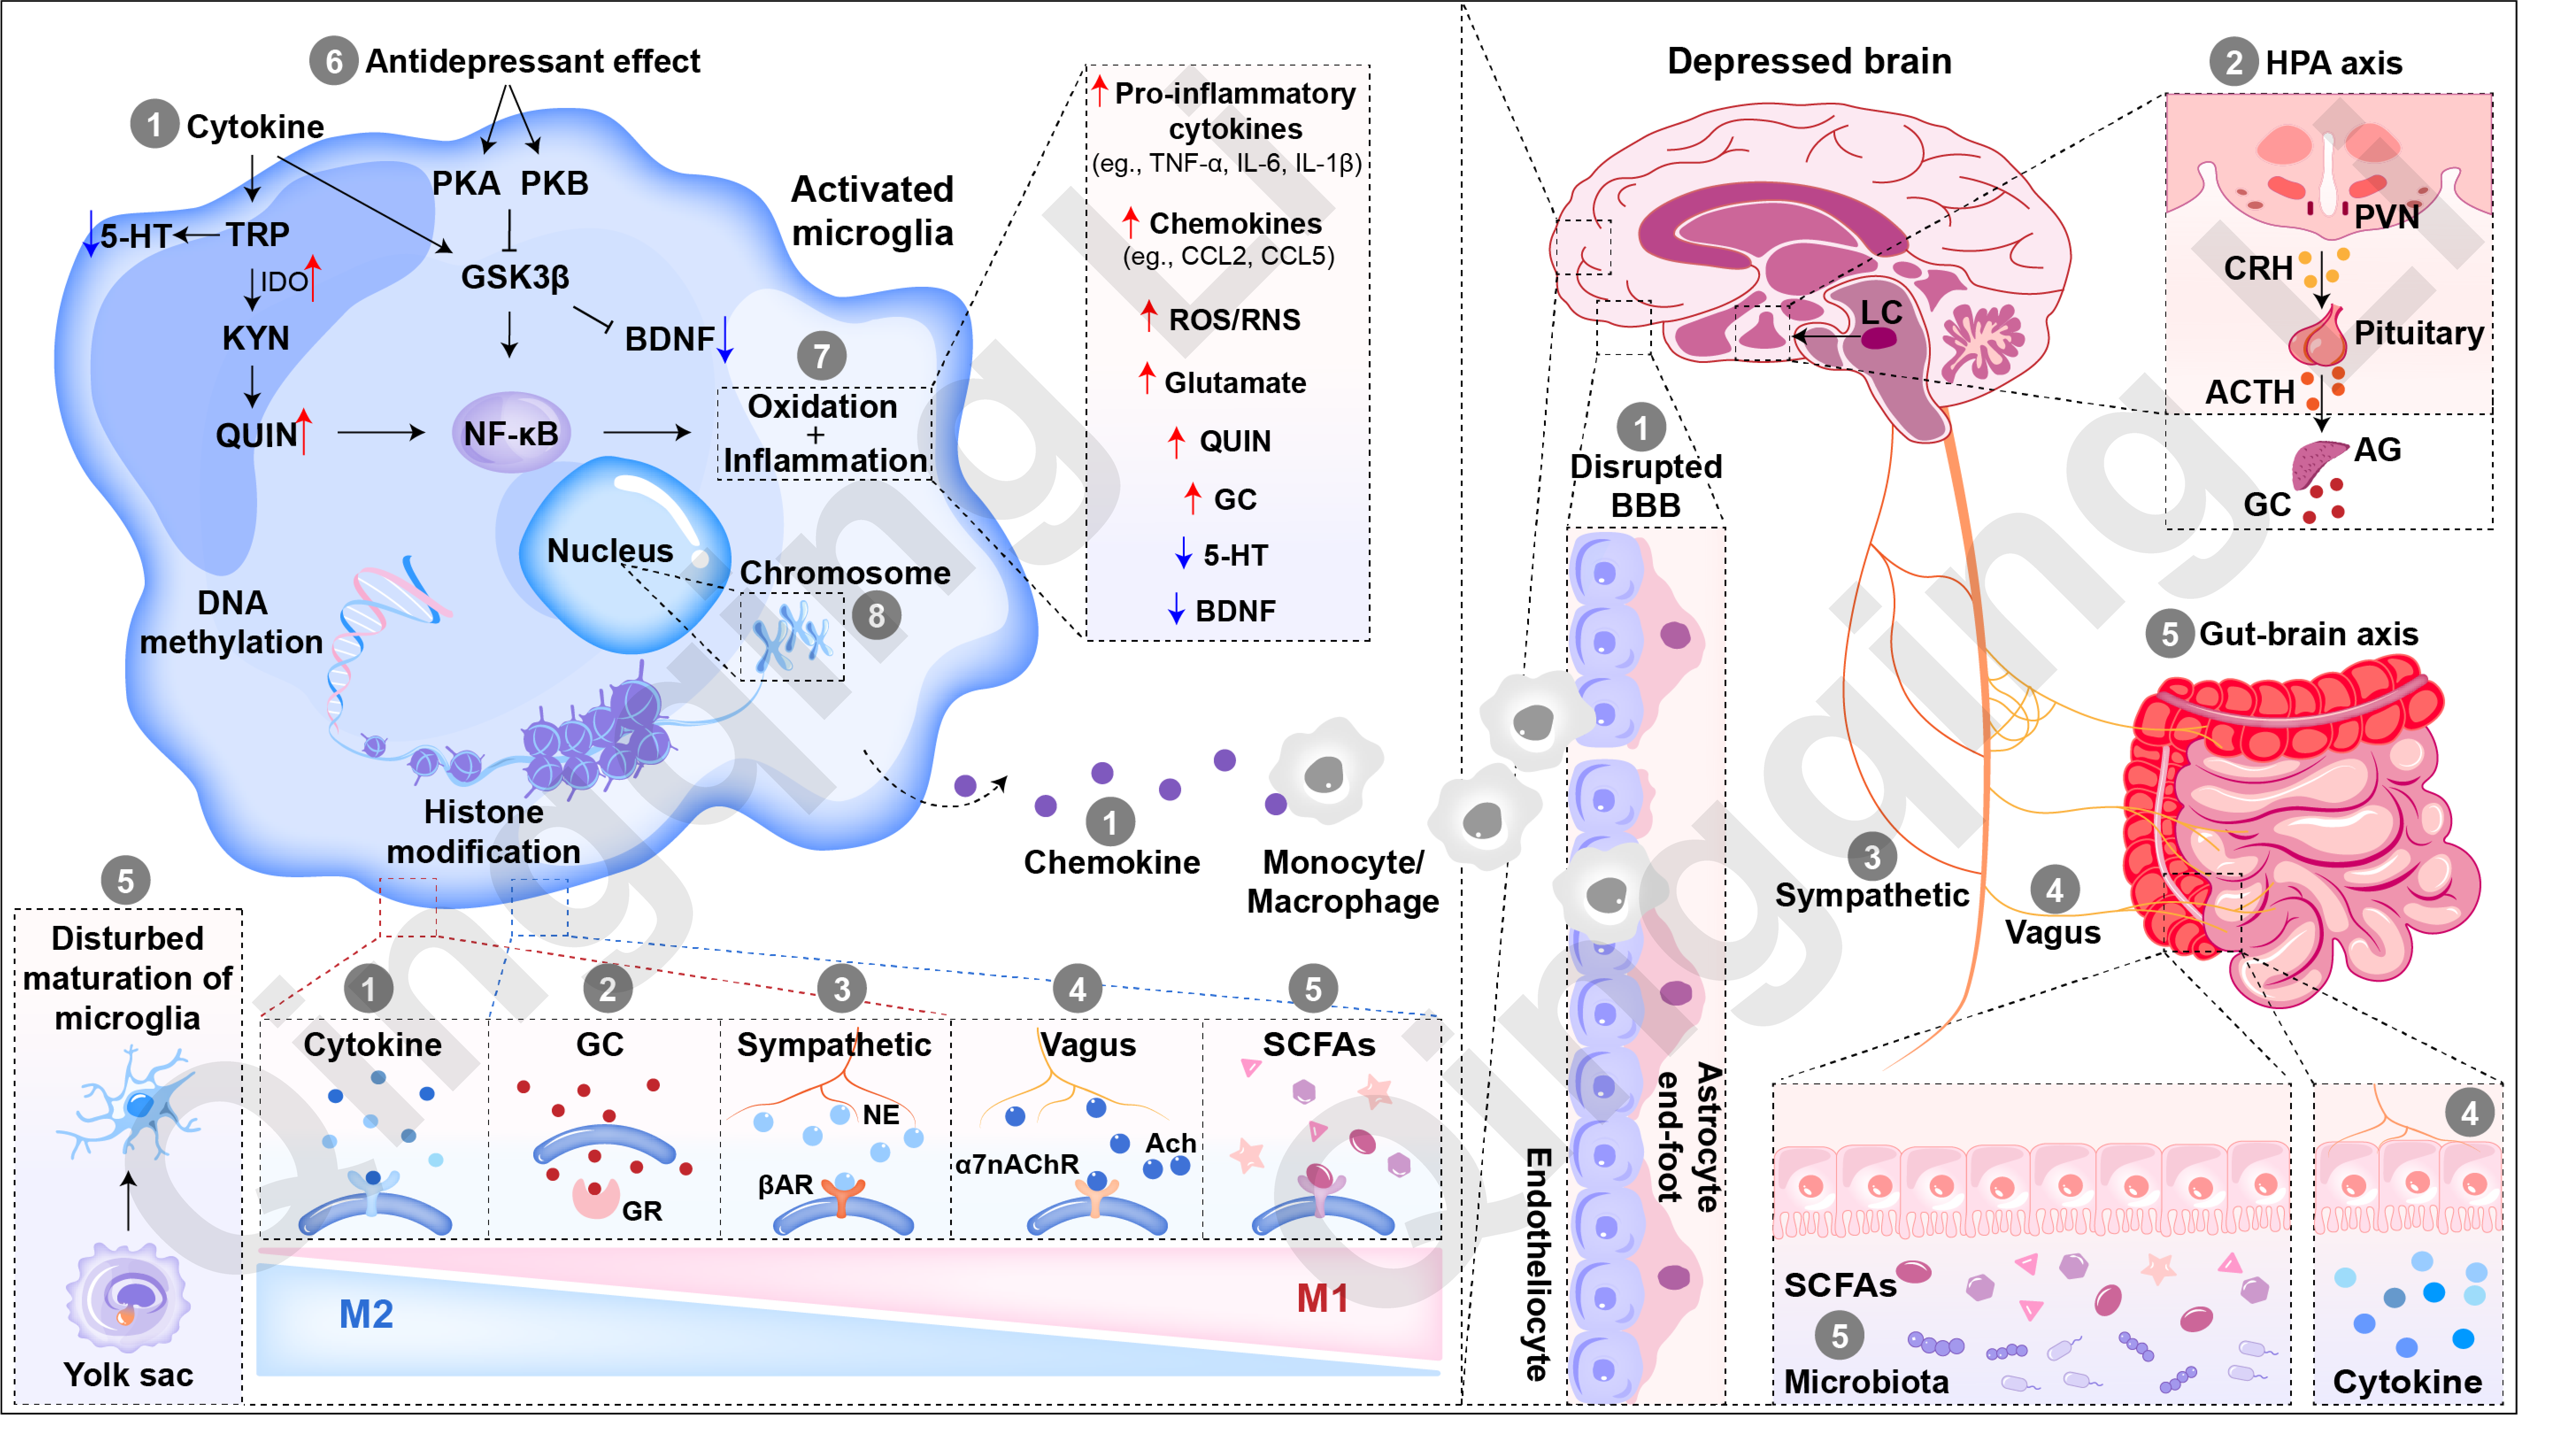 6 Antidepressant effect
1 Cytokine
PKA PKB
5-HT TRP
IDO
GSK3β
KYN
BDNF
QUIN
NF-κB
7
Oxidation
+
Inflammation
Activated
microglia
Nucleus
Chromosome
8
DNA
methylation
Histone
modification
Pro-inflammatory
cytokines
(eg., TNF-α, IL-6, IL-1β)
Chemokines
(eg., CCL2, CCL5)
ROS/RNS
Glutamate
QUIN
GC
5-HT
BDNF
1
Chemokine
Monocyte/
Macrophage
5
Disturbed
maturation of
microglia
Yolk sac
1
Cytokine
2
GC
GR
3
Sympathetic
NE
βAR
4
Vagus
Ach
α7nAChR
5
SCFAs
M2
M1
Depressed brain
LC
2 HPA axis
PVN
CRH
Pituitary
ACTH
AG
GC
1
Disrupted
BBB
Endotheliocyte
Astrocyte
end-foot
3
Sympathetic
4
Vagus
5 Gut-brain axis
SCFAs
5
Microbiota
4
Cytokine
Qingqing Li
Qingqing Li